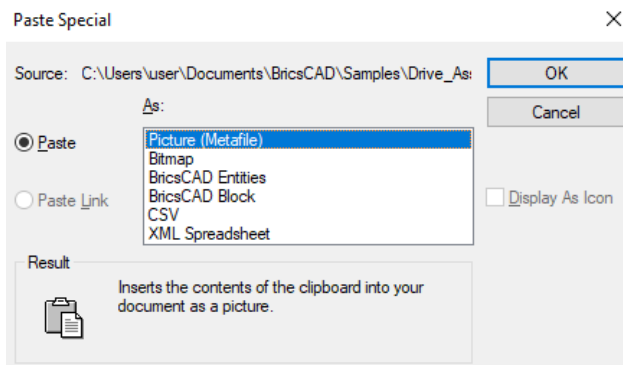 Paste Special
Source: C:\Users\user\Documents\BricsCAD\Samples\Drive_Ass
OK
As:
Cancel
Paste
Picture (Metafile)
Bitmap
BricsCAD Entities
Paste Link
BricsCAD Block
Display As Icon
CSV
XML Spreadsheet
Result
Inserts the contents of the clipboard into your
document as a picture.